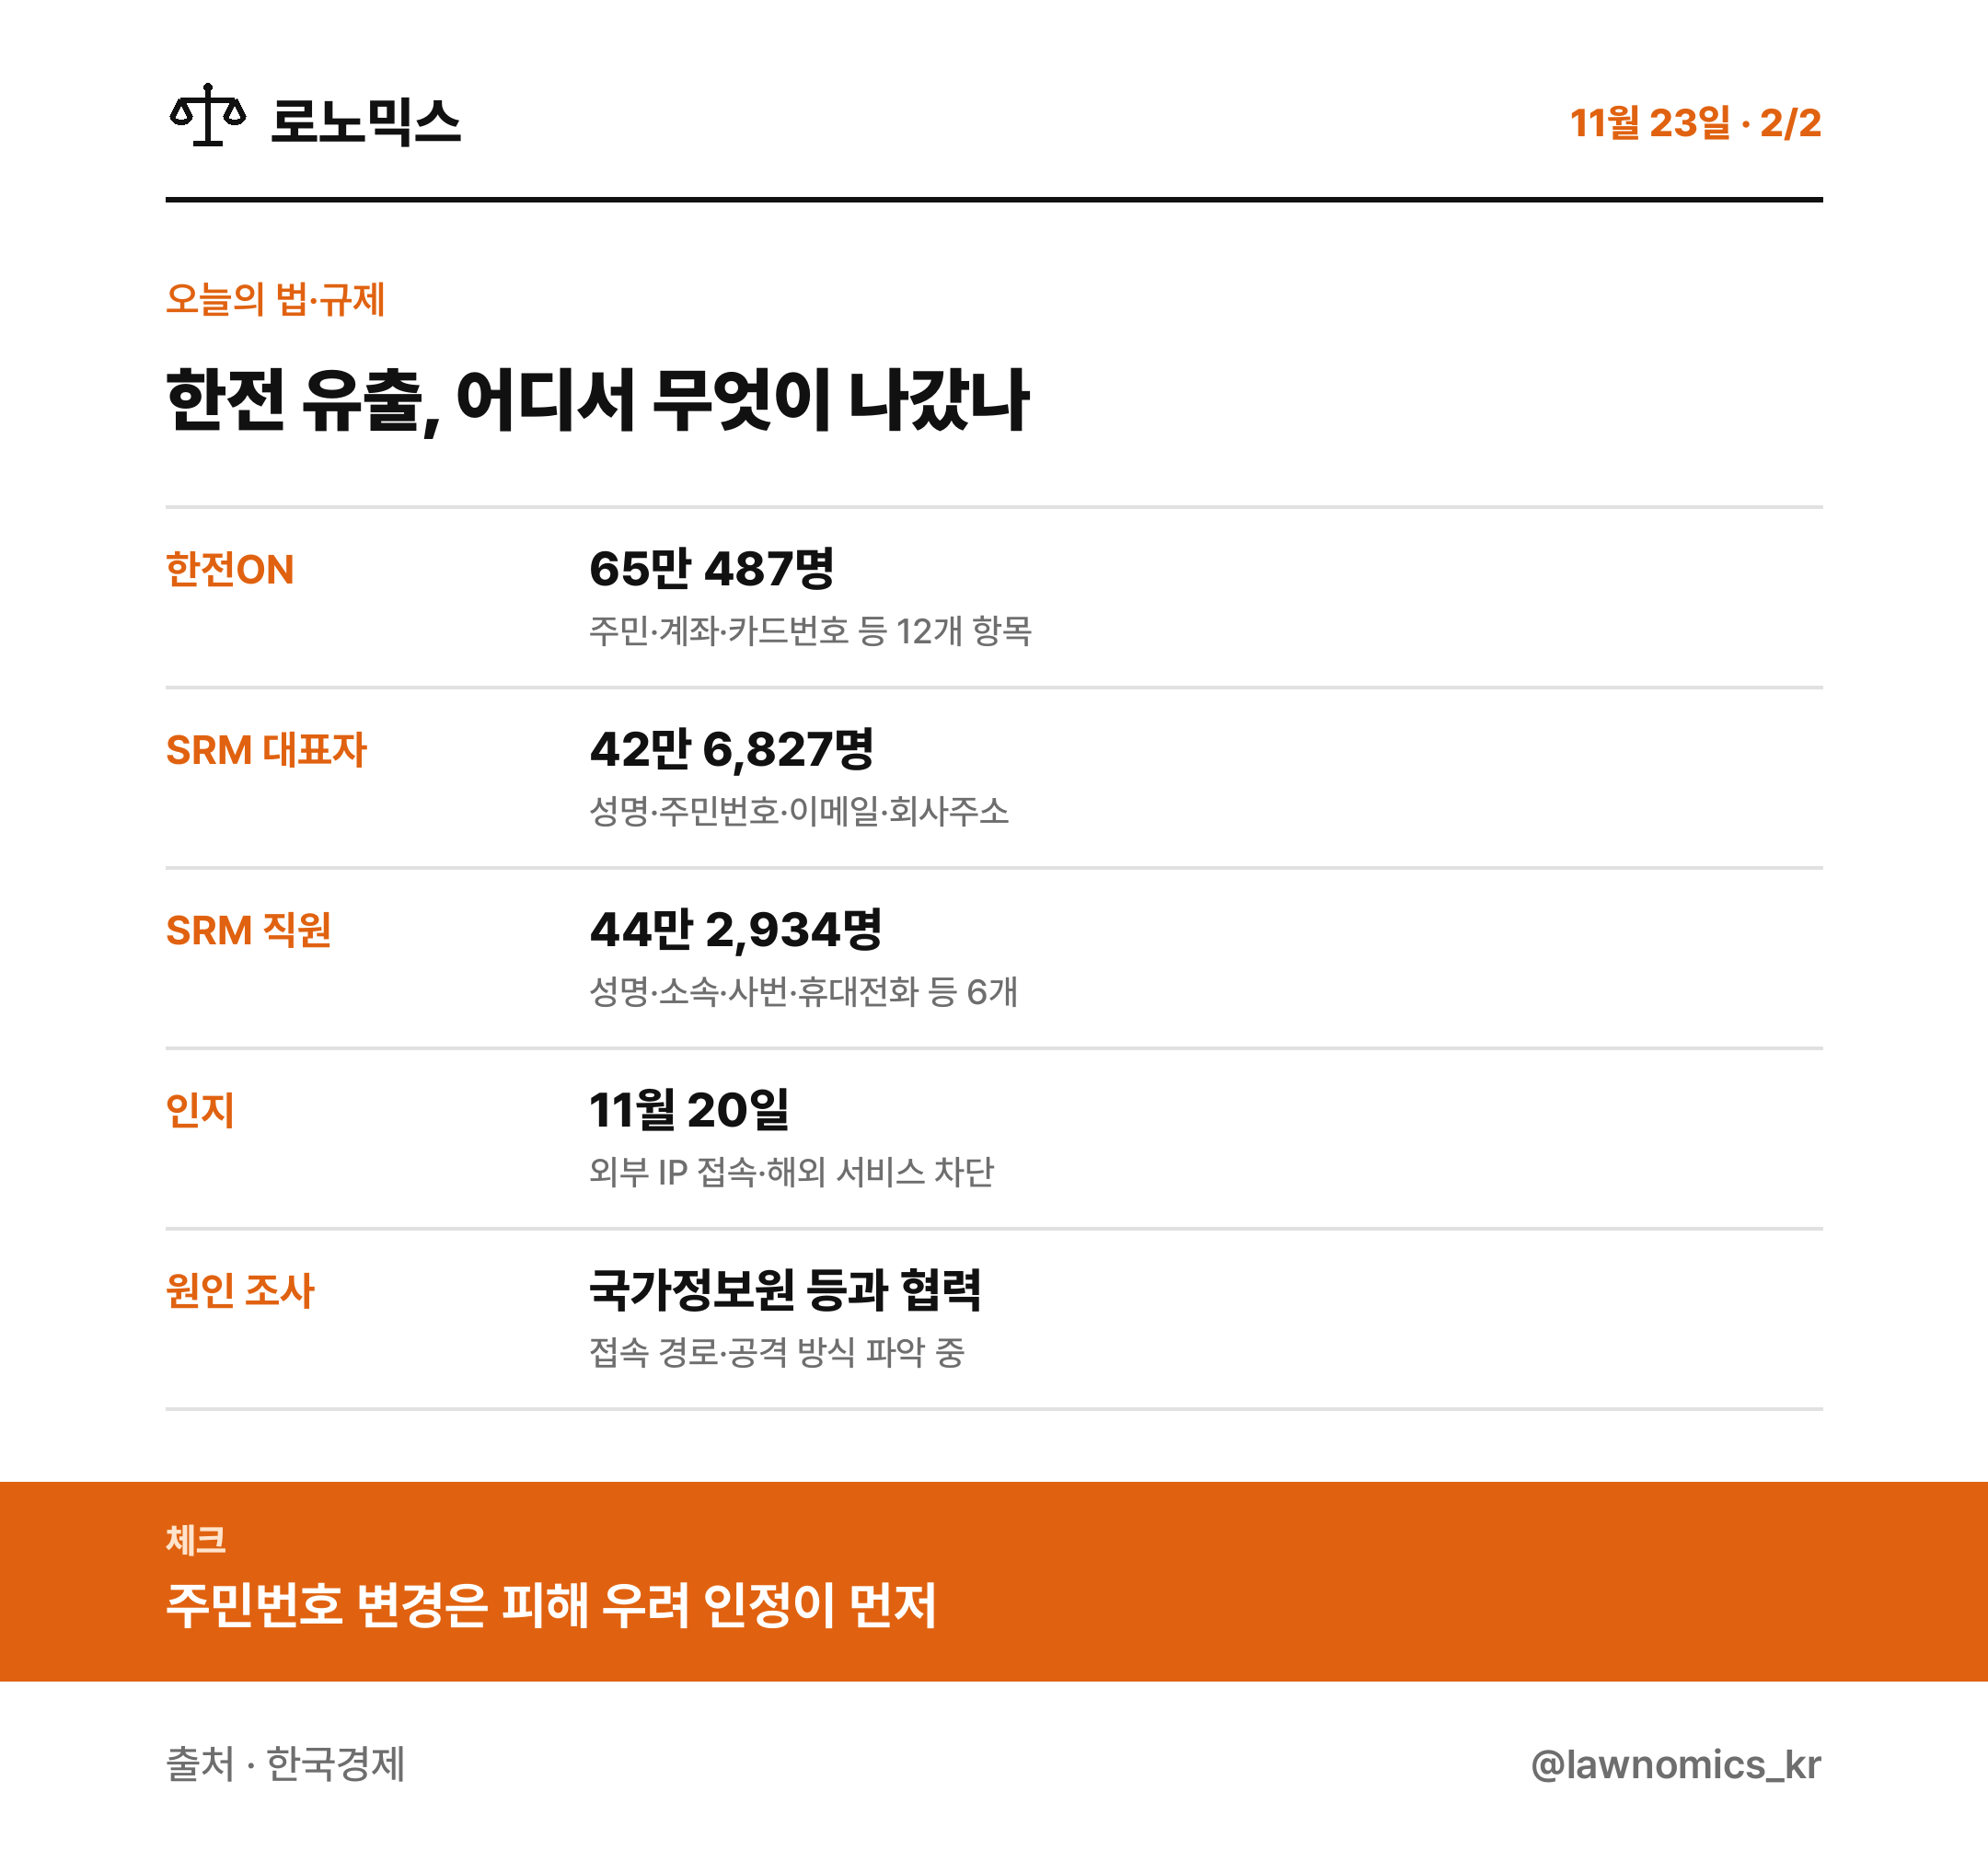 로노믹스
11월 23일 · 2/2
오늘의 법·규제
한전 유출, 어디서 무엇이 나갔나
한전ON
65만 487명
주민·계좌·카드번호 등 12개 항목
SRM 대표자
42만 6,827명
성명·주민번호·이메일·회사주소
SRM 직원
44만 2,934명
성명·소속·사번·휴대전화 등 6개
인지
11월 20일
외부 IP 접속·해외 서비스 차단
원인 조사
국가정보원 등과 협력
접속 경로·공격 방식 파악 중
체크
주민번호 변경은 피해 우려 인정이 먼저
출처 · 한국경제
@lawnomics_kr